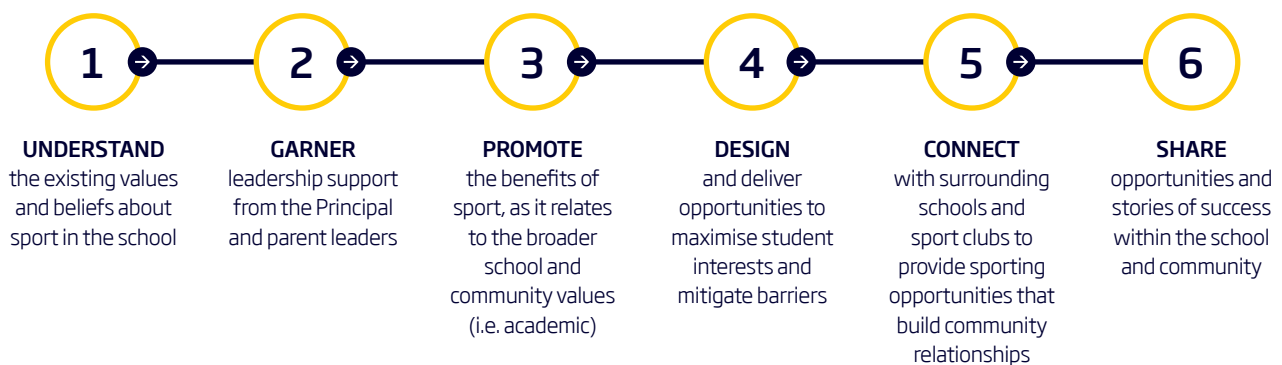 1
2
3
4
5
6
UNDERSTAND
the existing values
and beliefs about
sport in the school
GARNER
leadership support
from the Principal
and parent leaders
PROMOTE
the benefits of
sport, as it relates
to the broader
school and
community values
(i.e. academic)
DESIGN
and deliver
opportunities to
maximise student
interests and
mitigate barriers
CONNECT
with surrounding
schools and
sport clubs to
provide sporting
opportunities that
build community
relationships
SHARE
opportunities and
stories of success
within the school
and community